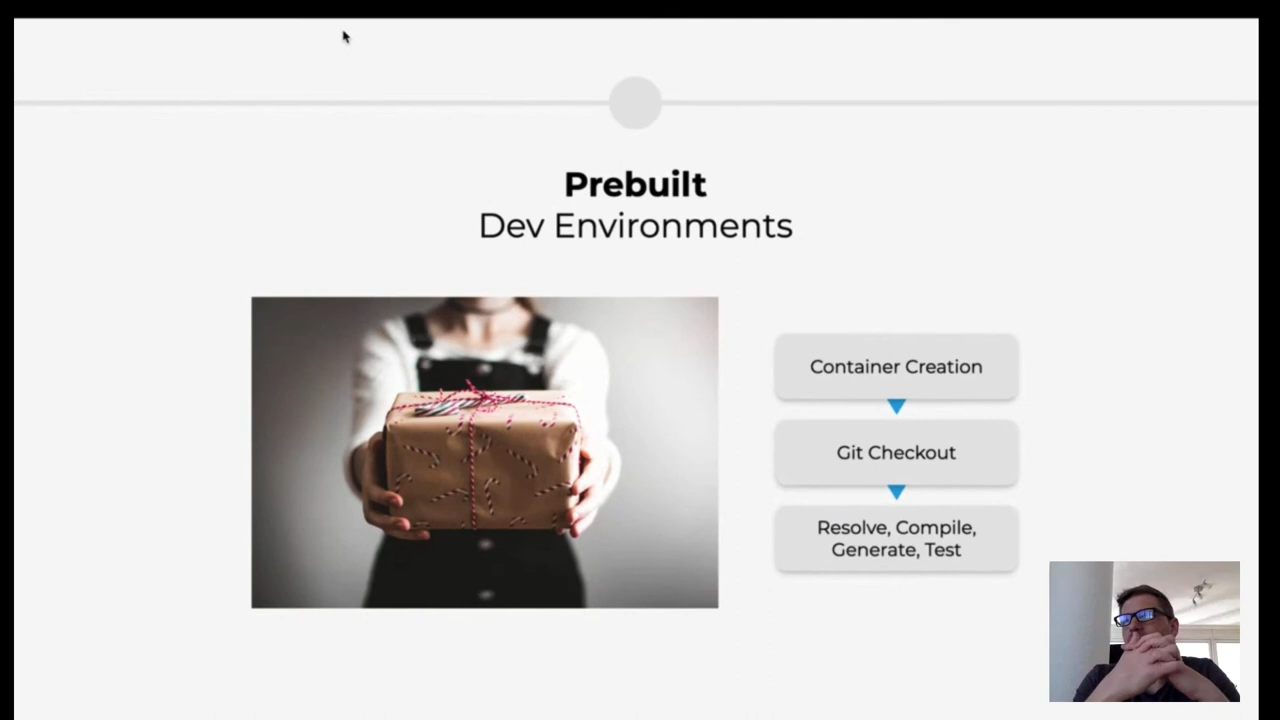 Prebuilt
Dev Environments
Container Creation
Git Checkout
Resolve, Compile,
Generate, Test